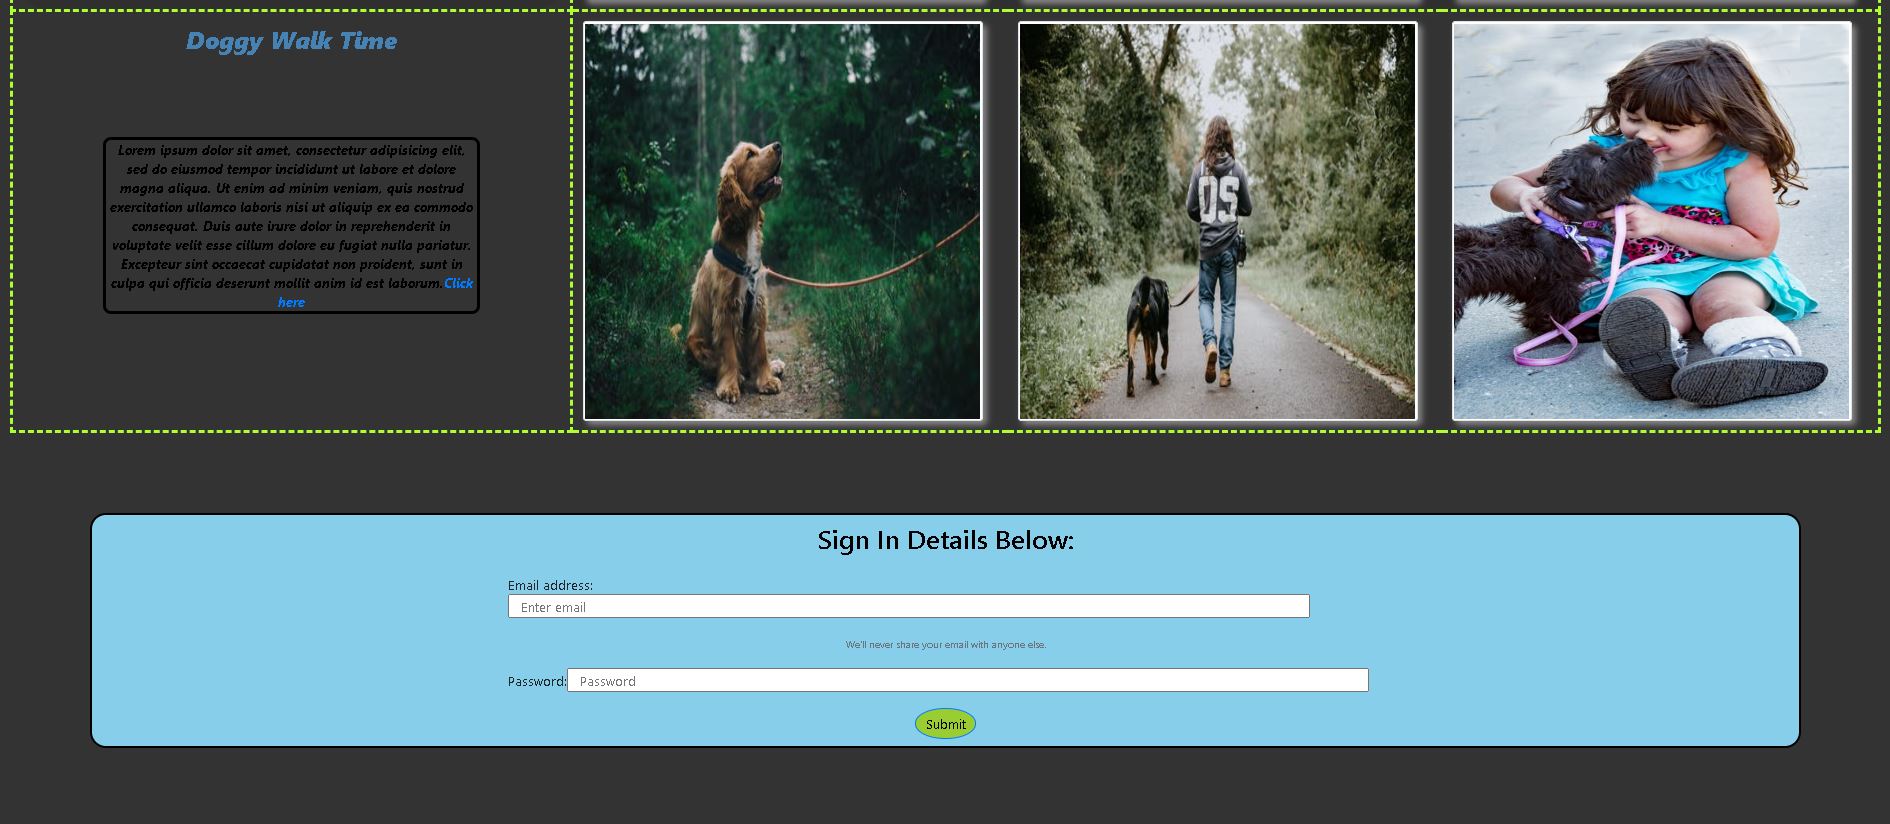 Doggy Walk Time
Lorem ipsum dolor sit amet, consectetur adipisicing elit,
sed do eiusmod tempor incididunt ut labore et dolore
magna aliqua. Ut enim ad minim veniam, quis nostrud
exercitation ullamco laboris nisi ut aliquip ex ea commodo
consequat. Duis aute irure dolor in reprehenderit in
voluptate velit esse cillum dolore eu fugiat nulla pariatur.
Excepteur sint occaecat cupidatat non proident, sunt in
culpa qui officia deserunt mollit anim id est laborum.Click
here
05
Sign In Details Below:
Email address:
Enter email
We'll never share your email with anyone else.
Password: Password
Submit